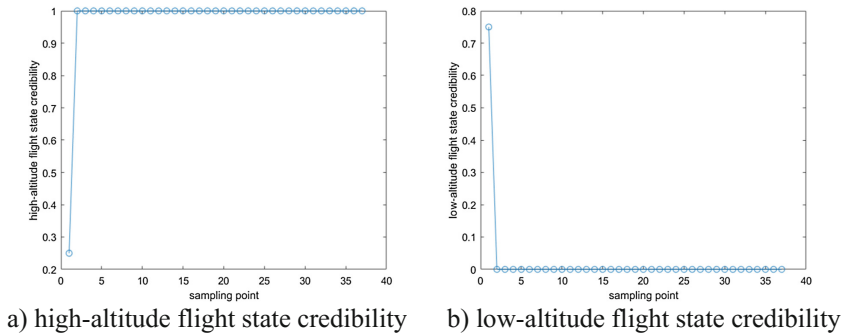 1
0.9
0.8
0.7
0.6
0.5
0.4
0.3
0.2
0 5 10 15 20 25 30 35 40
high-altitude flight state credibility
sampling point
a) high-altitude flight state credibility
0.8
0.7
0.6
0.5
0.4
0.3
0.2
0.1
0
0 5 10 15 20 25 30 35 40
low-altitude flight state credibility
sampling point
b) low-altitude flight state credibility